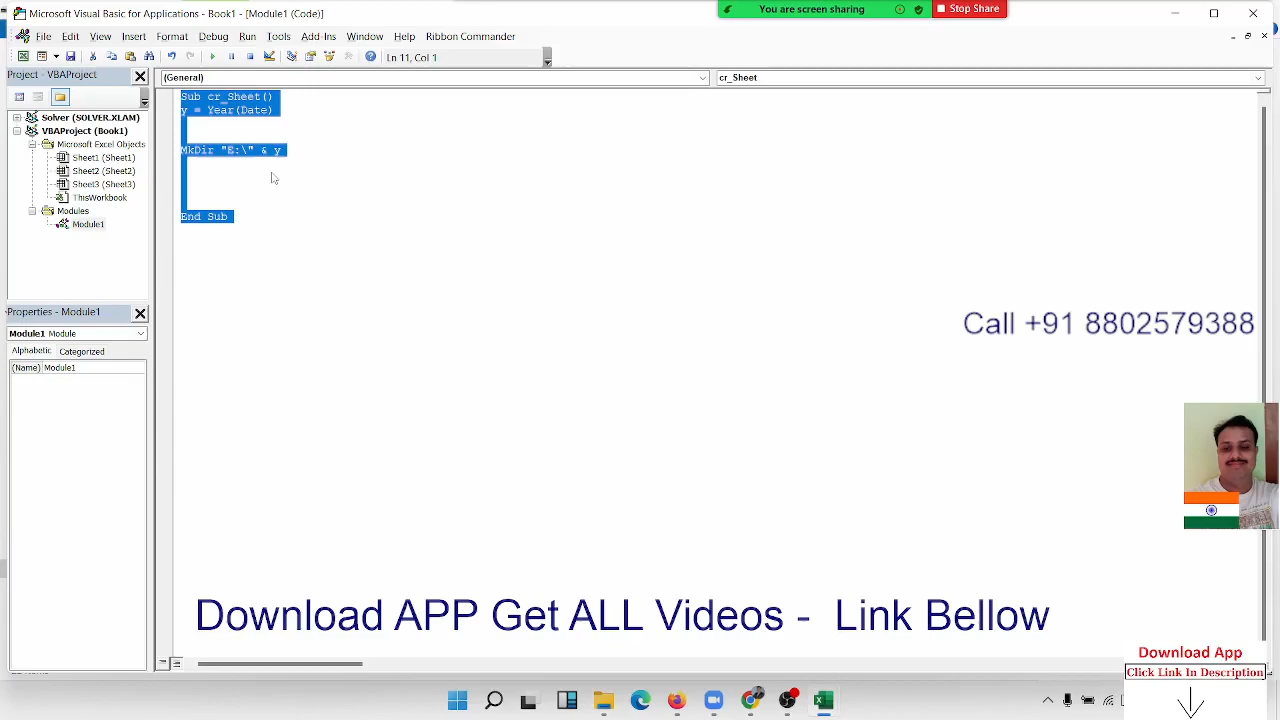 You are screen sharing
Stop Share
Microsoft Visual Basic for Applications - Book1 - [Module1 (Code)]
File Edit View Insert Format Debug Run Tools Add-Ins Window Help Ribbon Commander
Ln 11, Col 1
Project - VBAProject
(General)
cr_Sheet
Solver (SOLVER.XLAM)
VBAProject (Book1)
Microsoft Excel Objects
Sheet1 (Sheet1)
Sheet2 (Sheet2)
Sheet3 (Sheet3)
ThisWorkbook
Modules
Module1
Sub cr_Sheet()
y = Year(Date)
MkDir "E:\" & y
End Sub
Properties - Module1
Module1 Module
Alphabetic Categorized
(Name) Module1
Call +91 8802579388
Download APP Get ALL Videos - Link Bellow
Download App
Click Link In Description